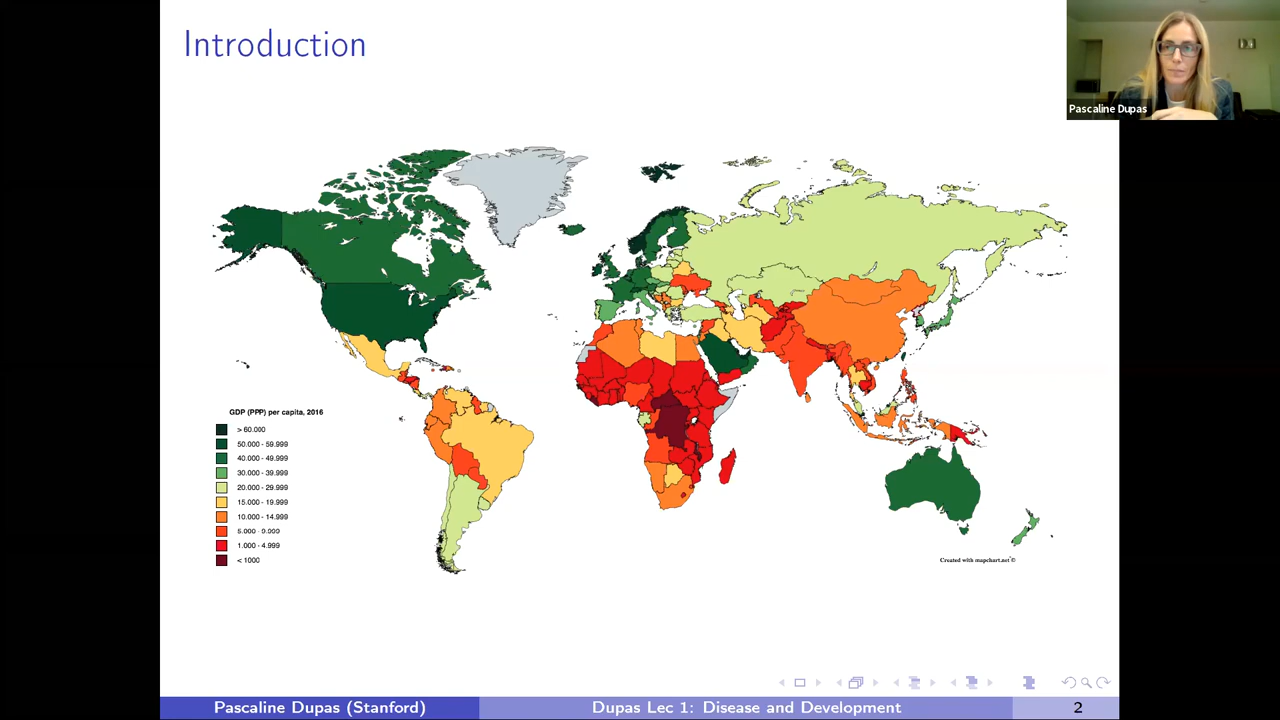 Introduction
Pascaline Dupas
GDP (PPP) per capita, 2016
> 60.000
50.000 - 59.999
40.000 - 49.999
30.000 - 39.999
20.000 - 29.999
15.000 - 19.999
10.000 - 14.999
5.000 - 9.999
1.000 - 4.999
< 1000
Created with mapchart.net ©
Pascaline Dupas (Stanford)
Dupas Lec 1: Disease and Development
2